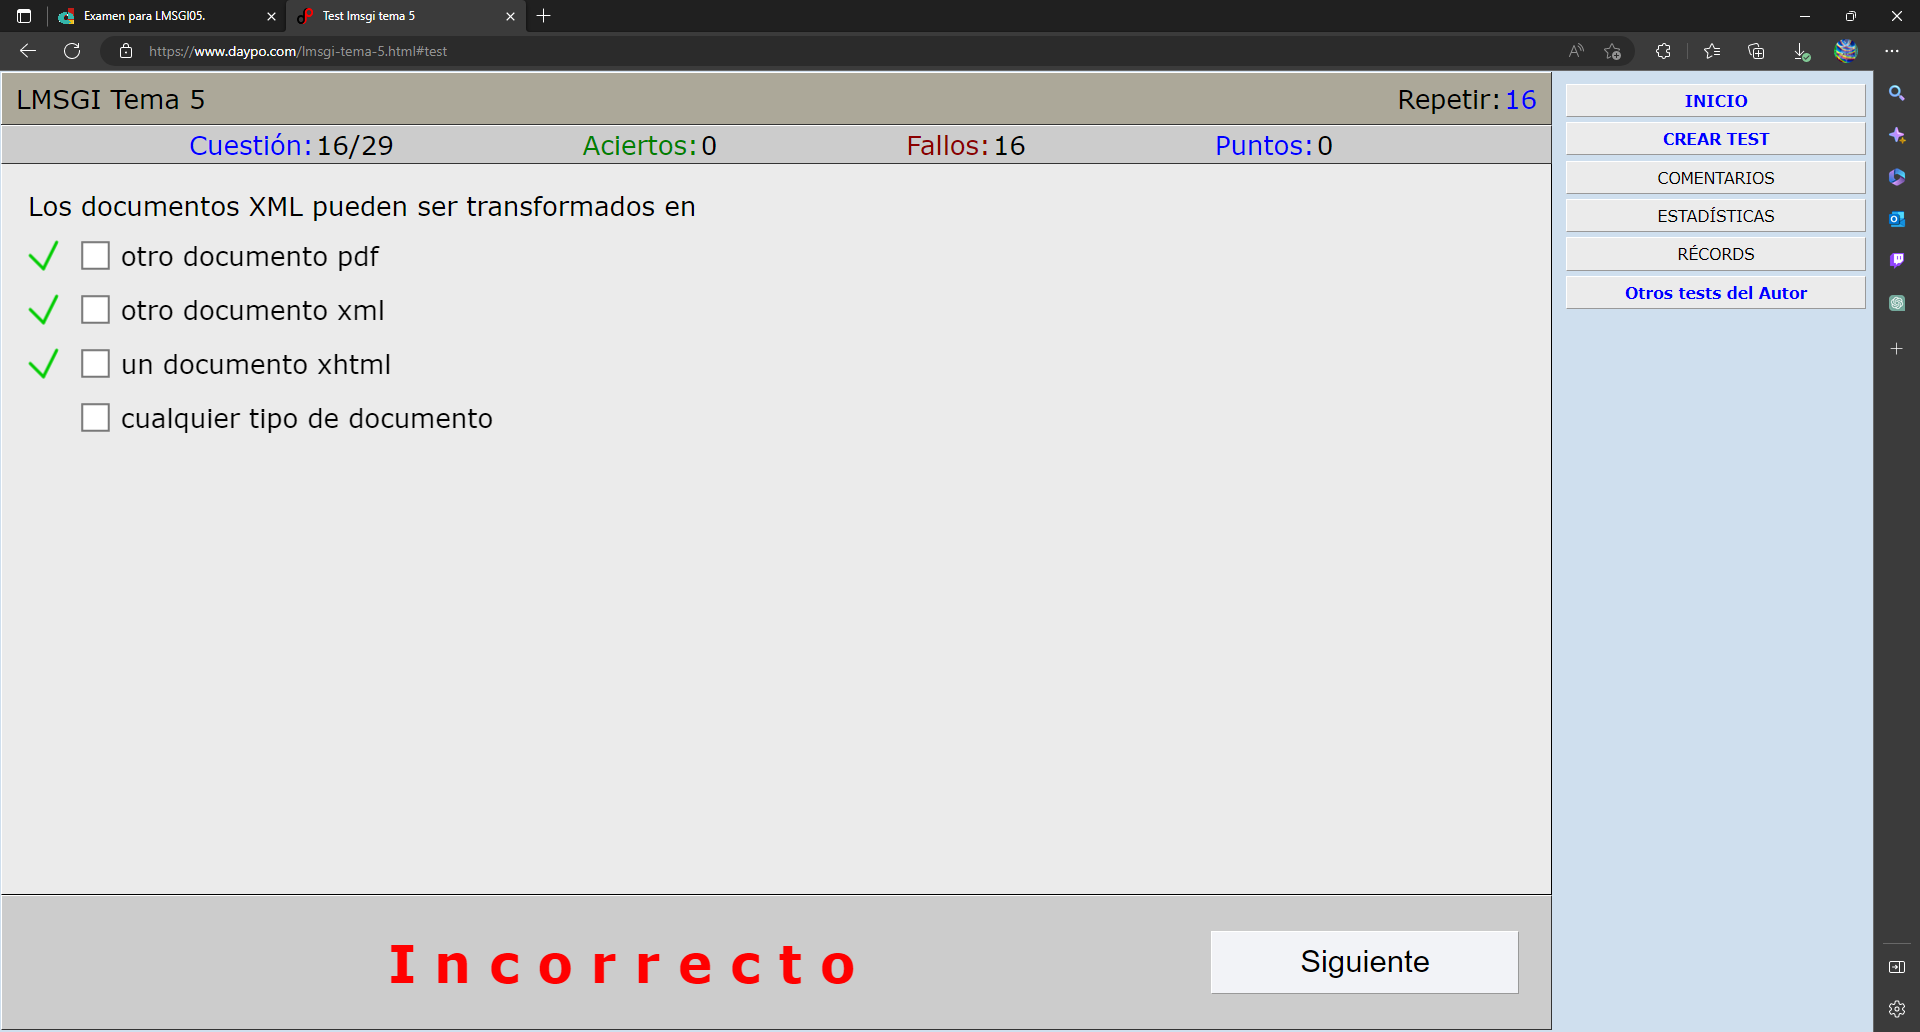 Examen para LMSGI05.
Test lmsgi tema 5
https://www.daypo.com/lmsgi-tema-5.html#test
LMSGI Tema 5
Repetir: 16
Cuestión: 16/29
Aciertos: 0
Fallos: 16
Puntos: 0
Los documentos XML pueden ser transformados en
otro documento pdf
otro documento xml
un documento xhtml
cualquier tipo de documento
Incorrecto
Siguiente
INICIO
CREAR TEST
COMENTARIOS
ESTADÍSTICAS
RÉCORDS
Otros tests del Autor